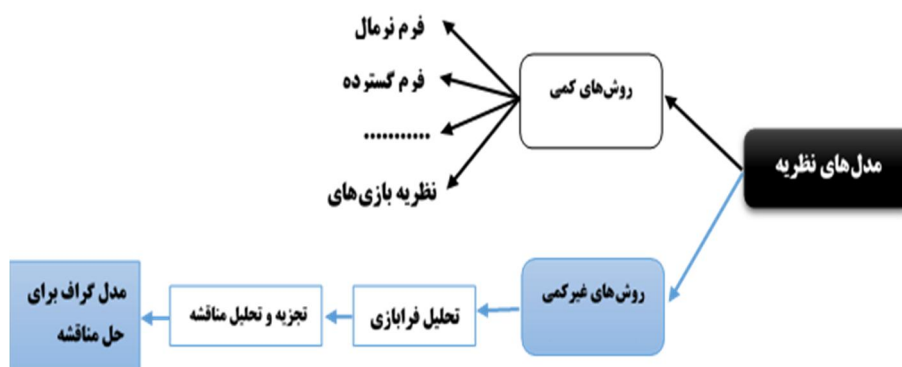 مدل‌های نظریه
روش‌های کمی
فرم نرمال
فرم گسترده
...........
نظریه بازی‌های
روش‌های غیرکمی
تحلیل فرابازی
تجزیه و تحلیل مناقشه
مدل گراف برای
حل مناقشه